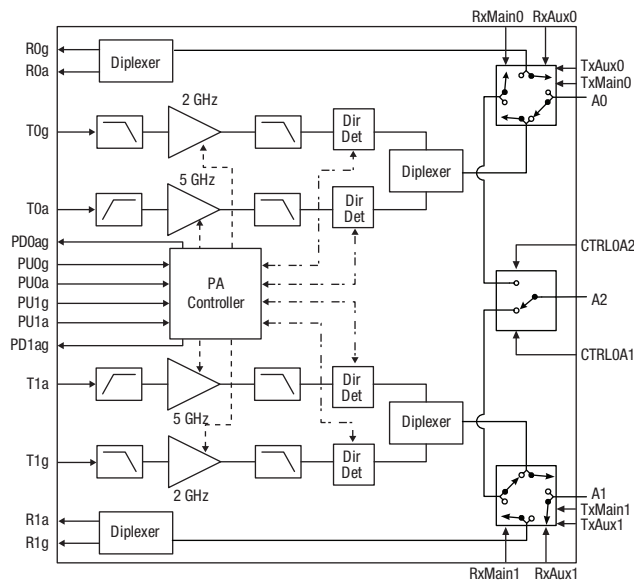 RxMain0 RxAux0
R0g
R0a
Diplexer
TxAux0
TxMain0
A0
2 GHz
T0g
Dir
Det
Diplexer
5 GHz
T0a
Dir
Det
PD0ag
PU0g
PU0a
PU1g
PU1a
PD1ag
PA
Controller
CTRL0A2
A2
CTRL0A1
T1a
5 GHz
Dir
Det
Diplexer
T1g
2 GHz
Dir
Det
A1
TxMain1
TxAux1
R1a
R1g
Diplexer
RxMain1 RxAux1